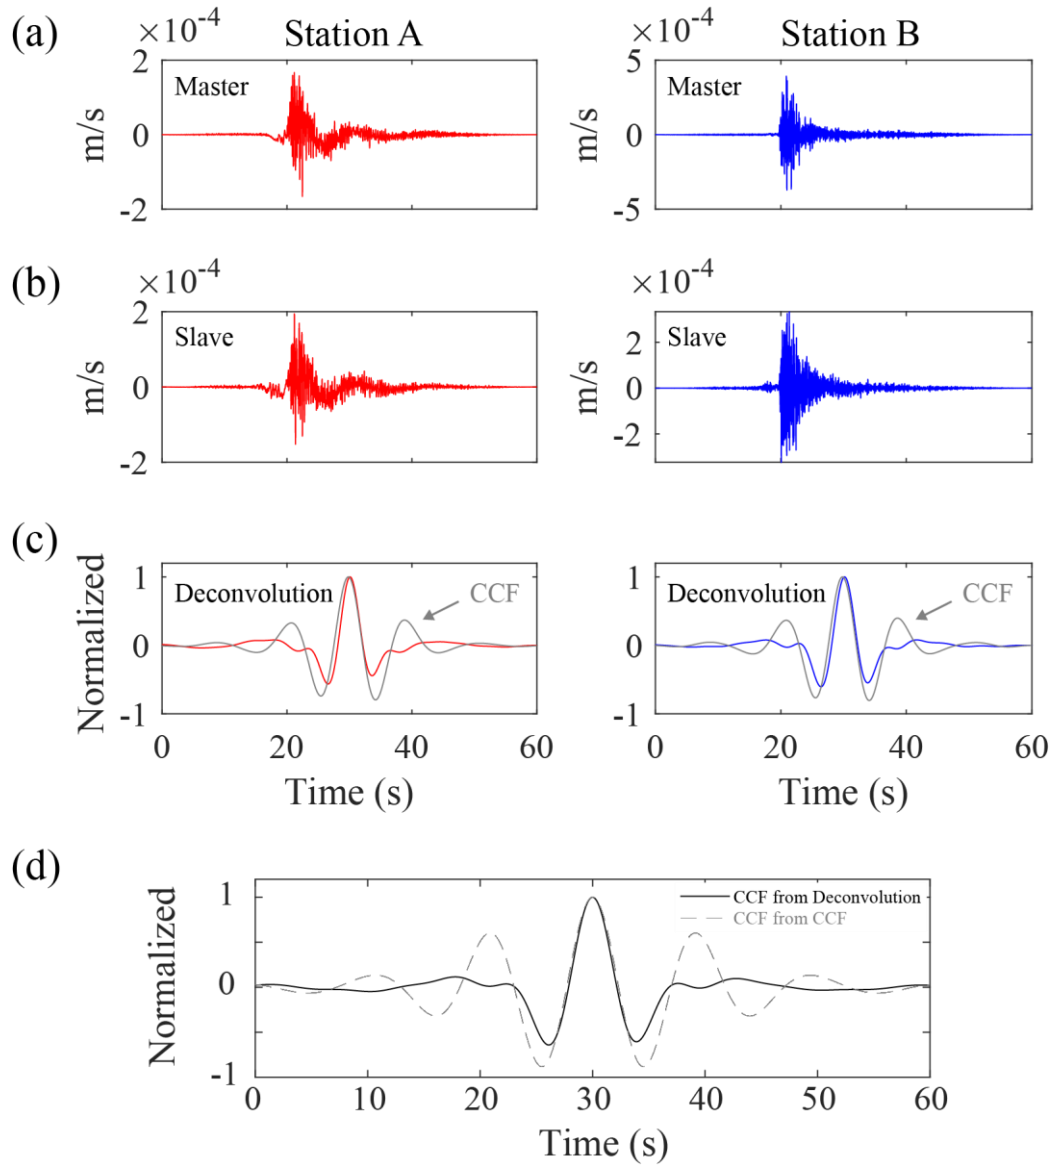 (a)
Station A
Station B
×10⁻⁴
×10⁻⁴
2
0
-2
m/s
Master
5
0
-5
m/s
Master
(b)
×10⁻⁴
×10⁻⁴
2
0
-2
m/s
Slave
2
0
-2
m/s
Slave
(c)
Normalized
1
0
-1
Deconvolution
CCF
0 20 40 60
Time (s)
1
0
-1
Deconvolution
CCF
0 20 40 60
Time (s)
(d)
Normalized
1
0
-1
CCF from Deconvolution
CCF from CCF
0 10 20 30 40 50 60
Time (s)